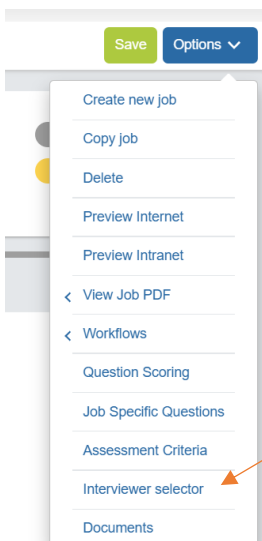 Save Options
Create new job
Copy job
Delete
Preview Internet
Preview Intranet
View Job PDF
Workflows
Question Scoring
Job Specific Questions
Assessment Criteria
Interviewer selector
Documents